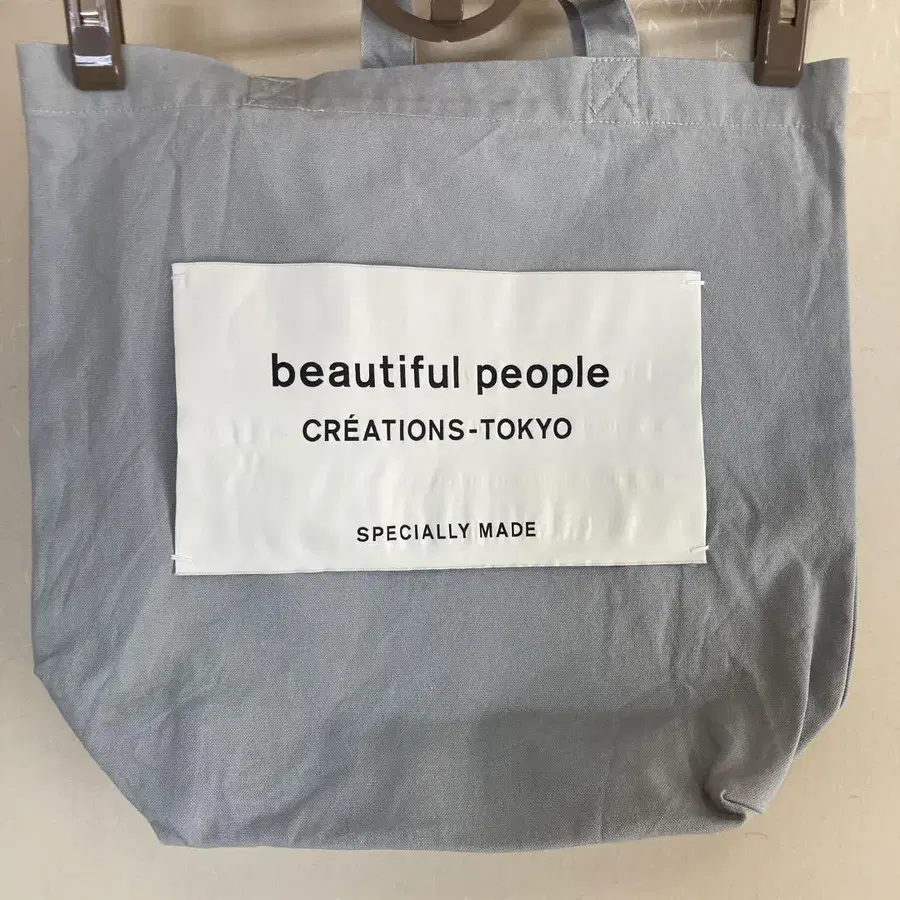 beautiful people
CRÉATIONS-TOKYO
SPECIALLY MADE